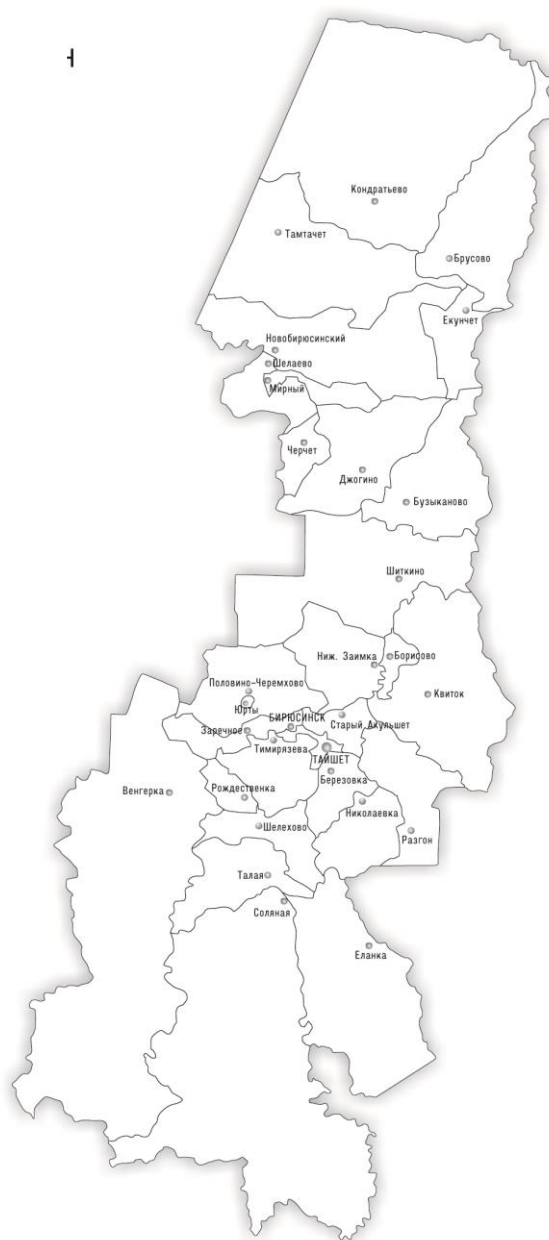 Кондратьево
Тамтачет
Брусово
Екунчет
Новобирюсинский
Шелаево
Мирный
Черчет
Джогино
Бузыканово
Шиткино
Ниж. Заимка
Борисово
Половино-Черемхово
Квиток
Юрты
БИРЮСИНСК
Старый Акульшет
Заречное
Тимирязева
ТАЙШЕТ
Березовка
Венгерка
Рождественка
Николаевка
Шелехово
Разгон
Талая
Соляная
Еланка